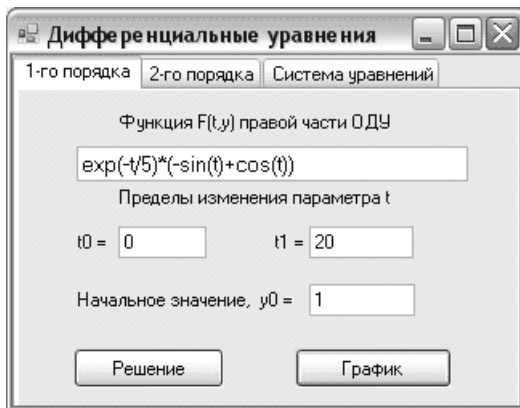 Дифференциальные уравнения
1-го порядка 2-го порядка Система уравнений
Функция F(t,y) правой части ОДУ
exp(-t/5)*(-sin(t)+cos(t))
Пределы изменения параметра t
t0 = 0 t1 = 20
Начальное значение, y0 = 1
Решение График